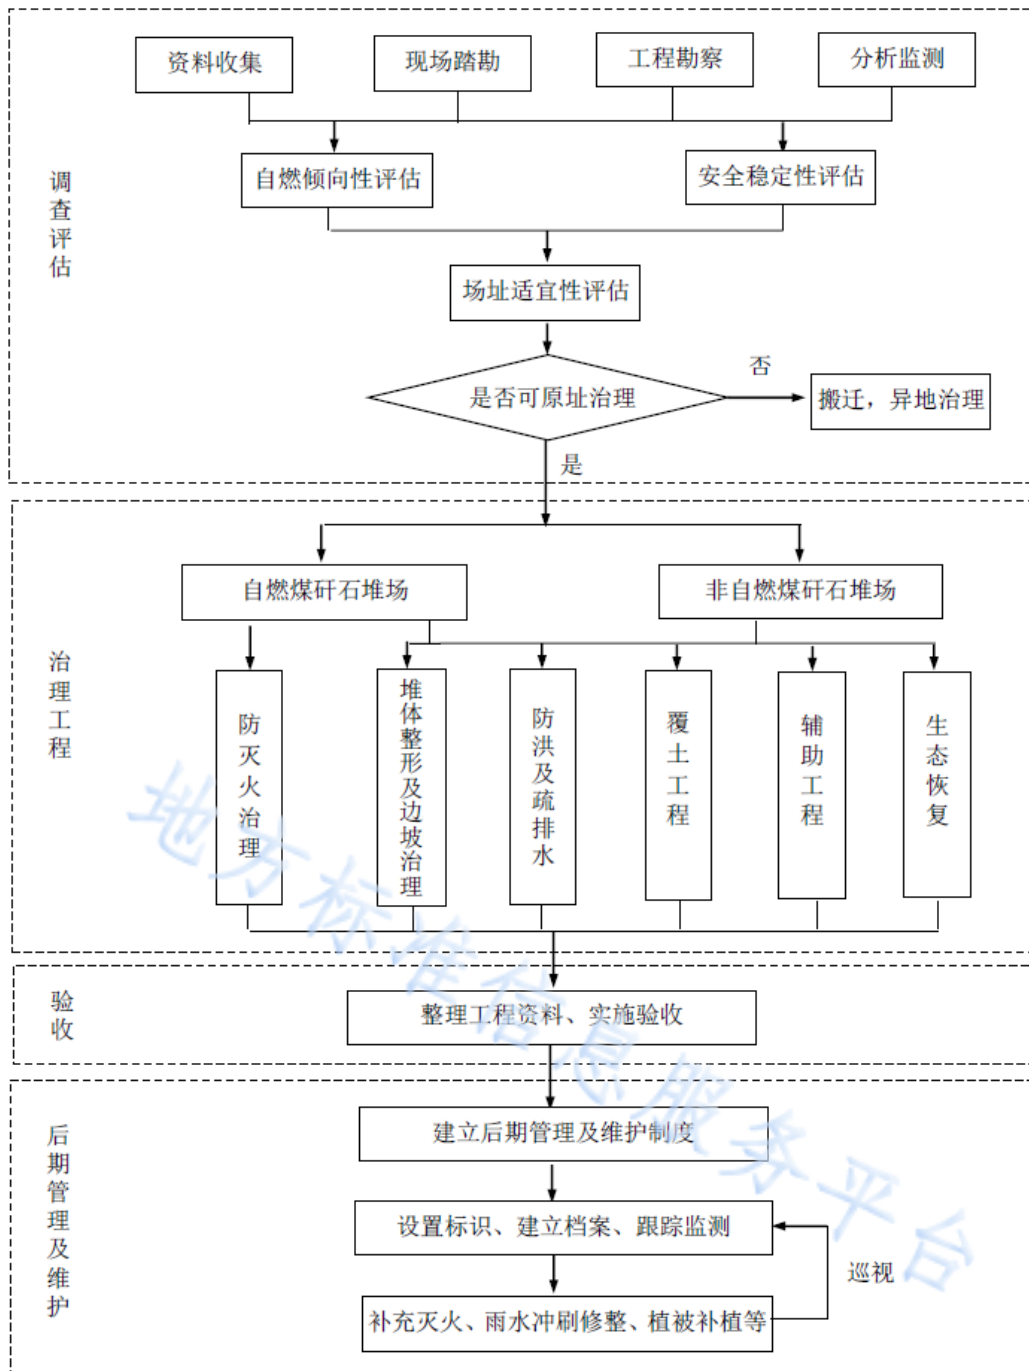 资料收集
现场踏勘
工程勘察
分析监测
调查评估
自燃倾向性评估
安全稳定性评估
场址适宜性评估
是否可原址治理
否
搬迁，异地治理
是
自燃煤矸石堆场
非自燃煤矸石堆场
治理工程
防灭火治理
堆体整形及边坡治理
防洪及疏排水
覆土工程
辅助工程
生态恢复
验收
整理工程资料、实施验收
后期管理及维护
建立后期管理及维护制度
设置标识、建立档案、跟踪监测
巡视
补充灭火、雨水冲刷修整、植被补植等
地方标准信息服务平台